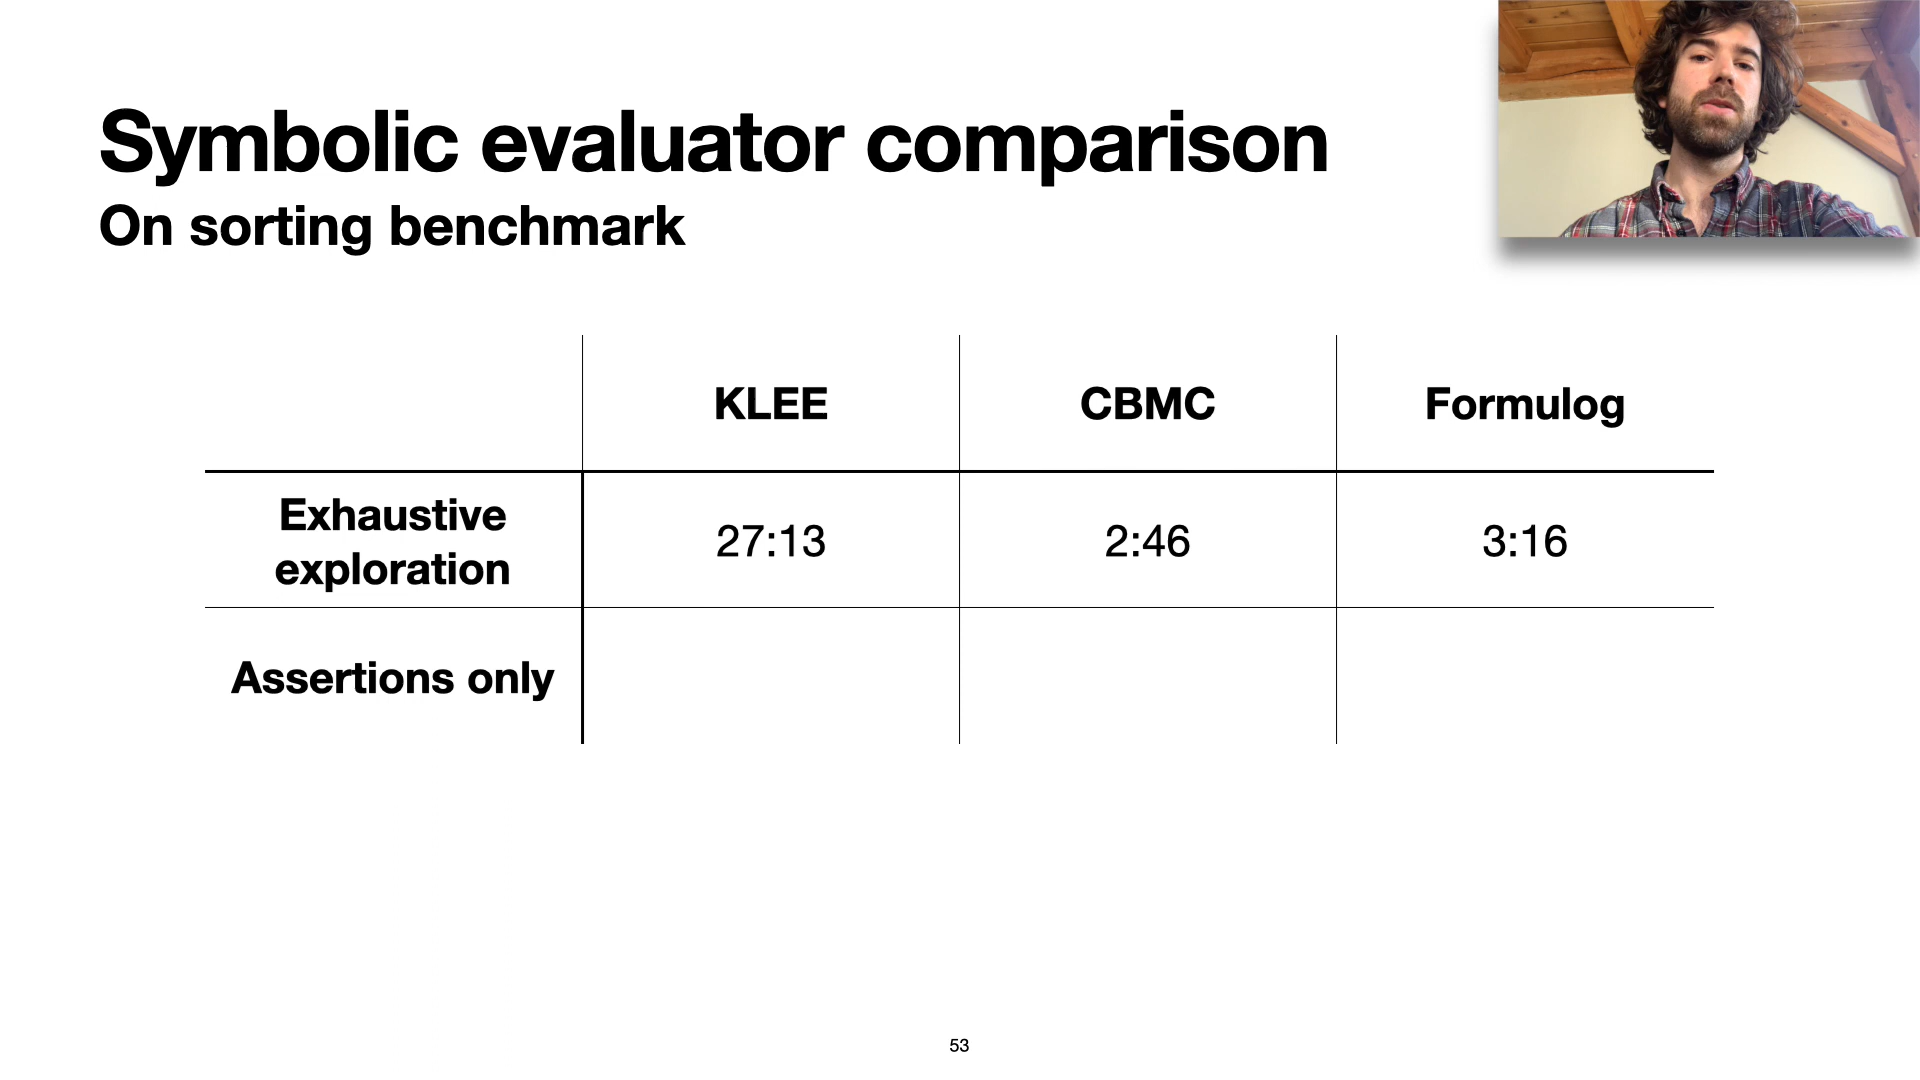 Symbolic evaluator comparison
On sorting benchmark
KLEE CBMC Formulog
Exhaustive
exploration
27:13 2:46 3:16
Assertions only
53